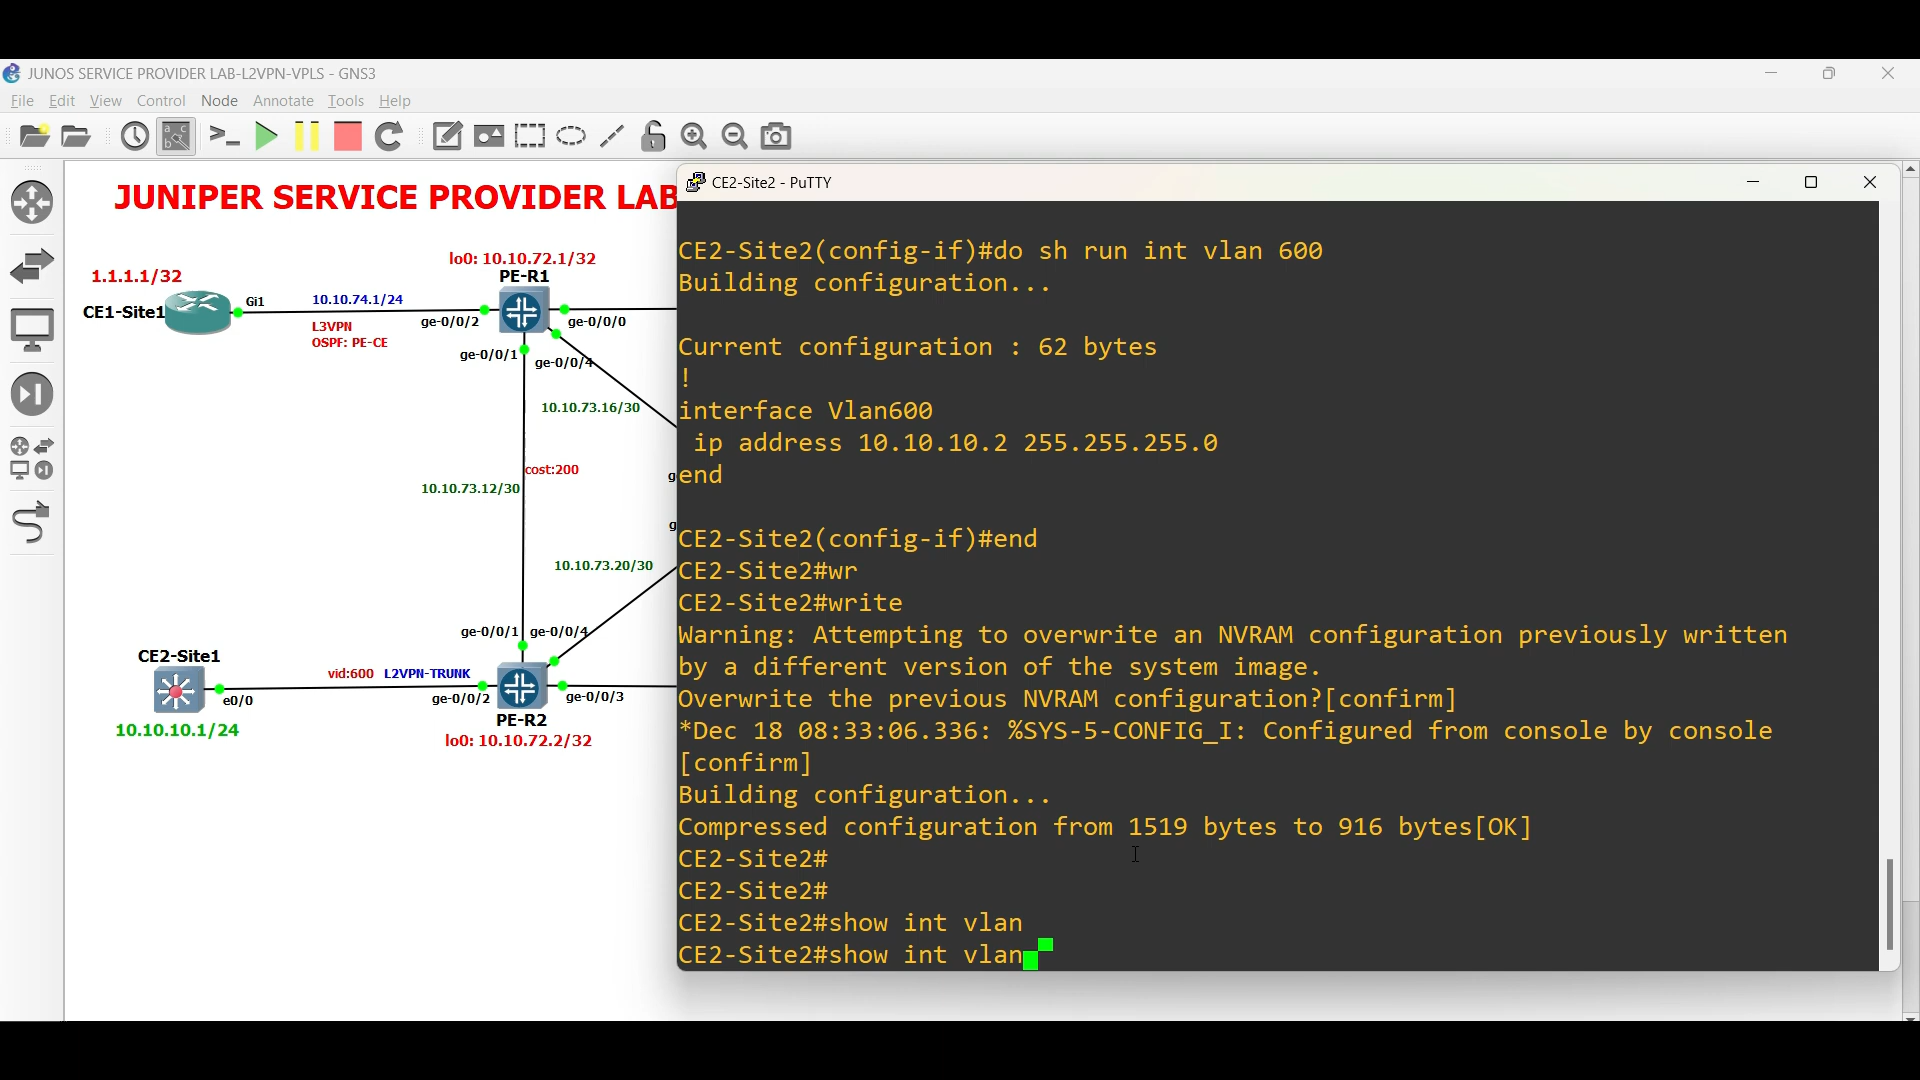 JUNOS SERVICE PROVIDER LAB-L2VPN-VPLS - GNS3
File Edit View Control Node Annotate Tools Help
JUNIPER SERVICE PROVIDER LAB
1.1.1.1/32
CE1-Site1
Gi1
10.10.74.1/24
L3VPN
OSPF: PE-CE
lo0: 10.10.72.1/32
PE-R1
ge-0/0/2
ge-0/0/0
ge-0/0/1
ge-0/0/4
10.10.73.16/30
cost:200
10.10.73.12/30
g
g
10.10.73.20/30
ge-0/0/1
ge-0/0/4
CE2-Site1
vid:600 L2VPN-TRUNK
e0/0
ge-0/0/2
ge-0/0/3
10.10.10.1/24
PE-R2
lo0: 10.10.72.2/32
CE2-Site2 - PuTTY
CE2-Site2(config-if)#do sh run int vlan 600
Building configuration...
Current configuration : 62 bytes
!
interface Vlan600
ip address 10.10.10.2 255.255.255.0
end
CE2-Site2(config-if)#end
CE2-Site2#wr
CE2-Site2#write
Warning: Attempting to overwrite an NVRAM configuration previously written
by a different version of the system image.
Overwrite the previous NVRAM configuration?[confirm]
*Dec 18 08:33:06.336: %SYS-5-CONFIG_I: Configured from console by console
[confirm]
Building configuration...
Compressed configuration from 1519 bytes to 916 bytes[OK]
CE2-Site2#
CE2-Site2#
CE2-Site2#show int vlan
CE2-Site2#show int vlan